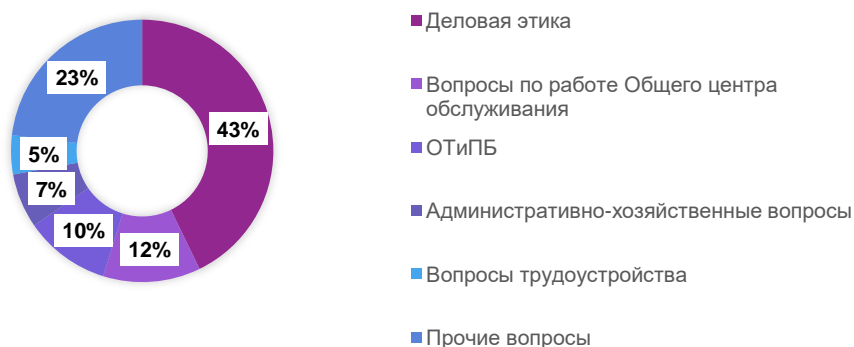 Деловая этика
23%
Вопросы по работе Общего центра
обслуживания
43%
5%
ОТиПБ
7%
Административно-хозяйственные вопросы
10%
12%
Вопросы трудоустройства
Прочие вопросы